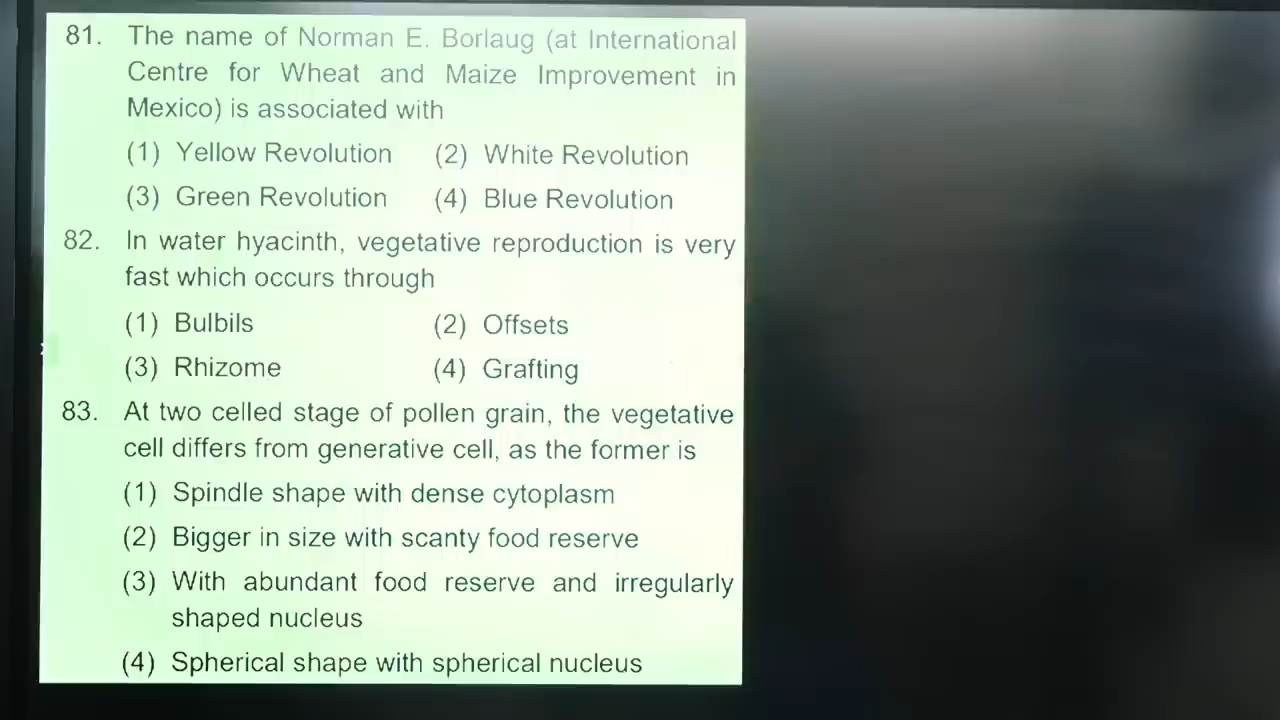 81. The name of Norman E. Borlaug (at International
Centre for Wheat and Maize Improvement in
Mexico) is associated with
(1) Yellow Revolution (2) White Revolution
(3) Green Revolution (4) Blue Revolution
82. In water hyacinth, vegetative reproduction is very
fast which occurs through
(1) Bulbils (2) Offsets
(3) Rhizome (4) Grafting
83. At two celled stage of pollen grain, the vegetative
cell differs from generative cell, as the former is
(1) Spindle shape with dense cytoplasm
(2) Bigger in size with scanty food reserve
(3) With abundant food reserve and irregularly
shaped nucleus
(4) Spherical shape with spherical nucleus